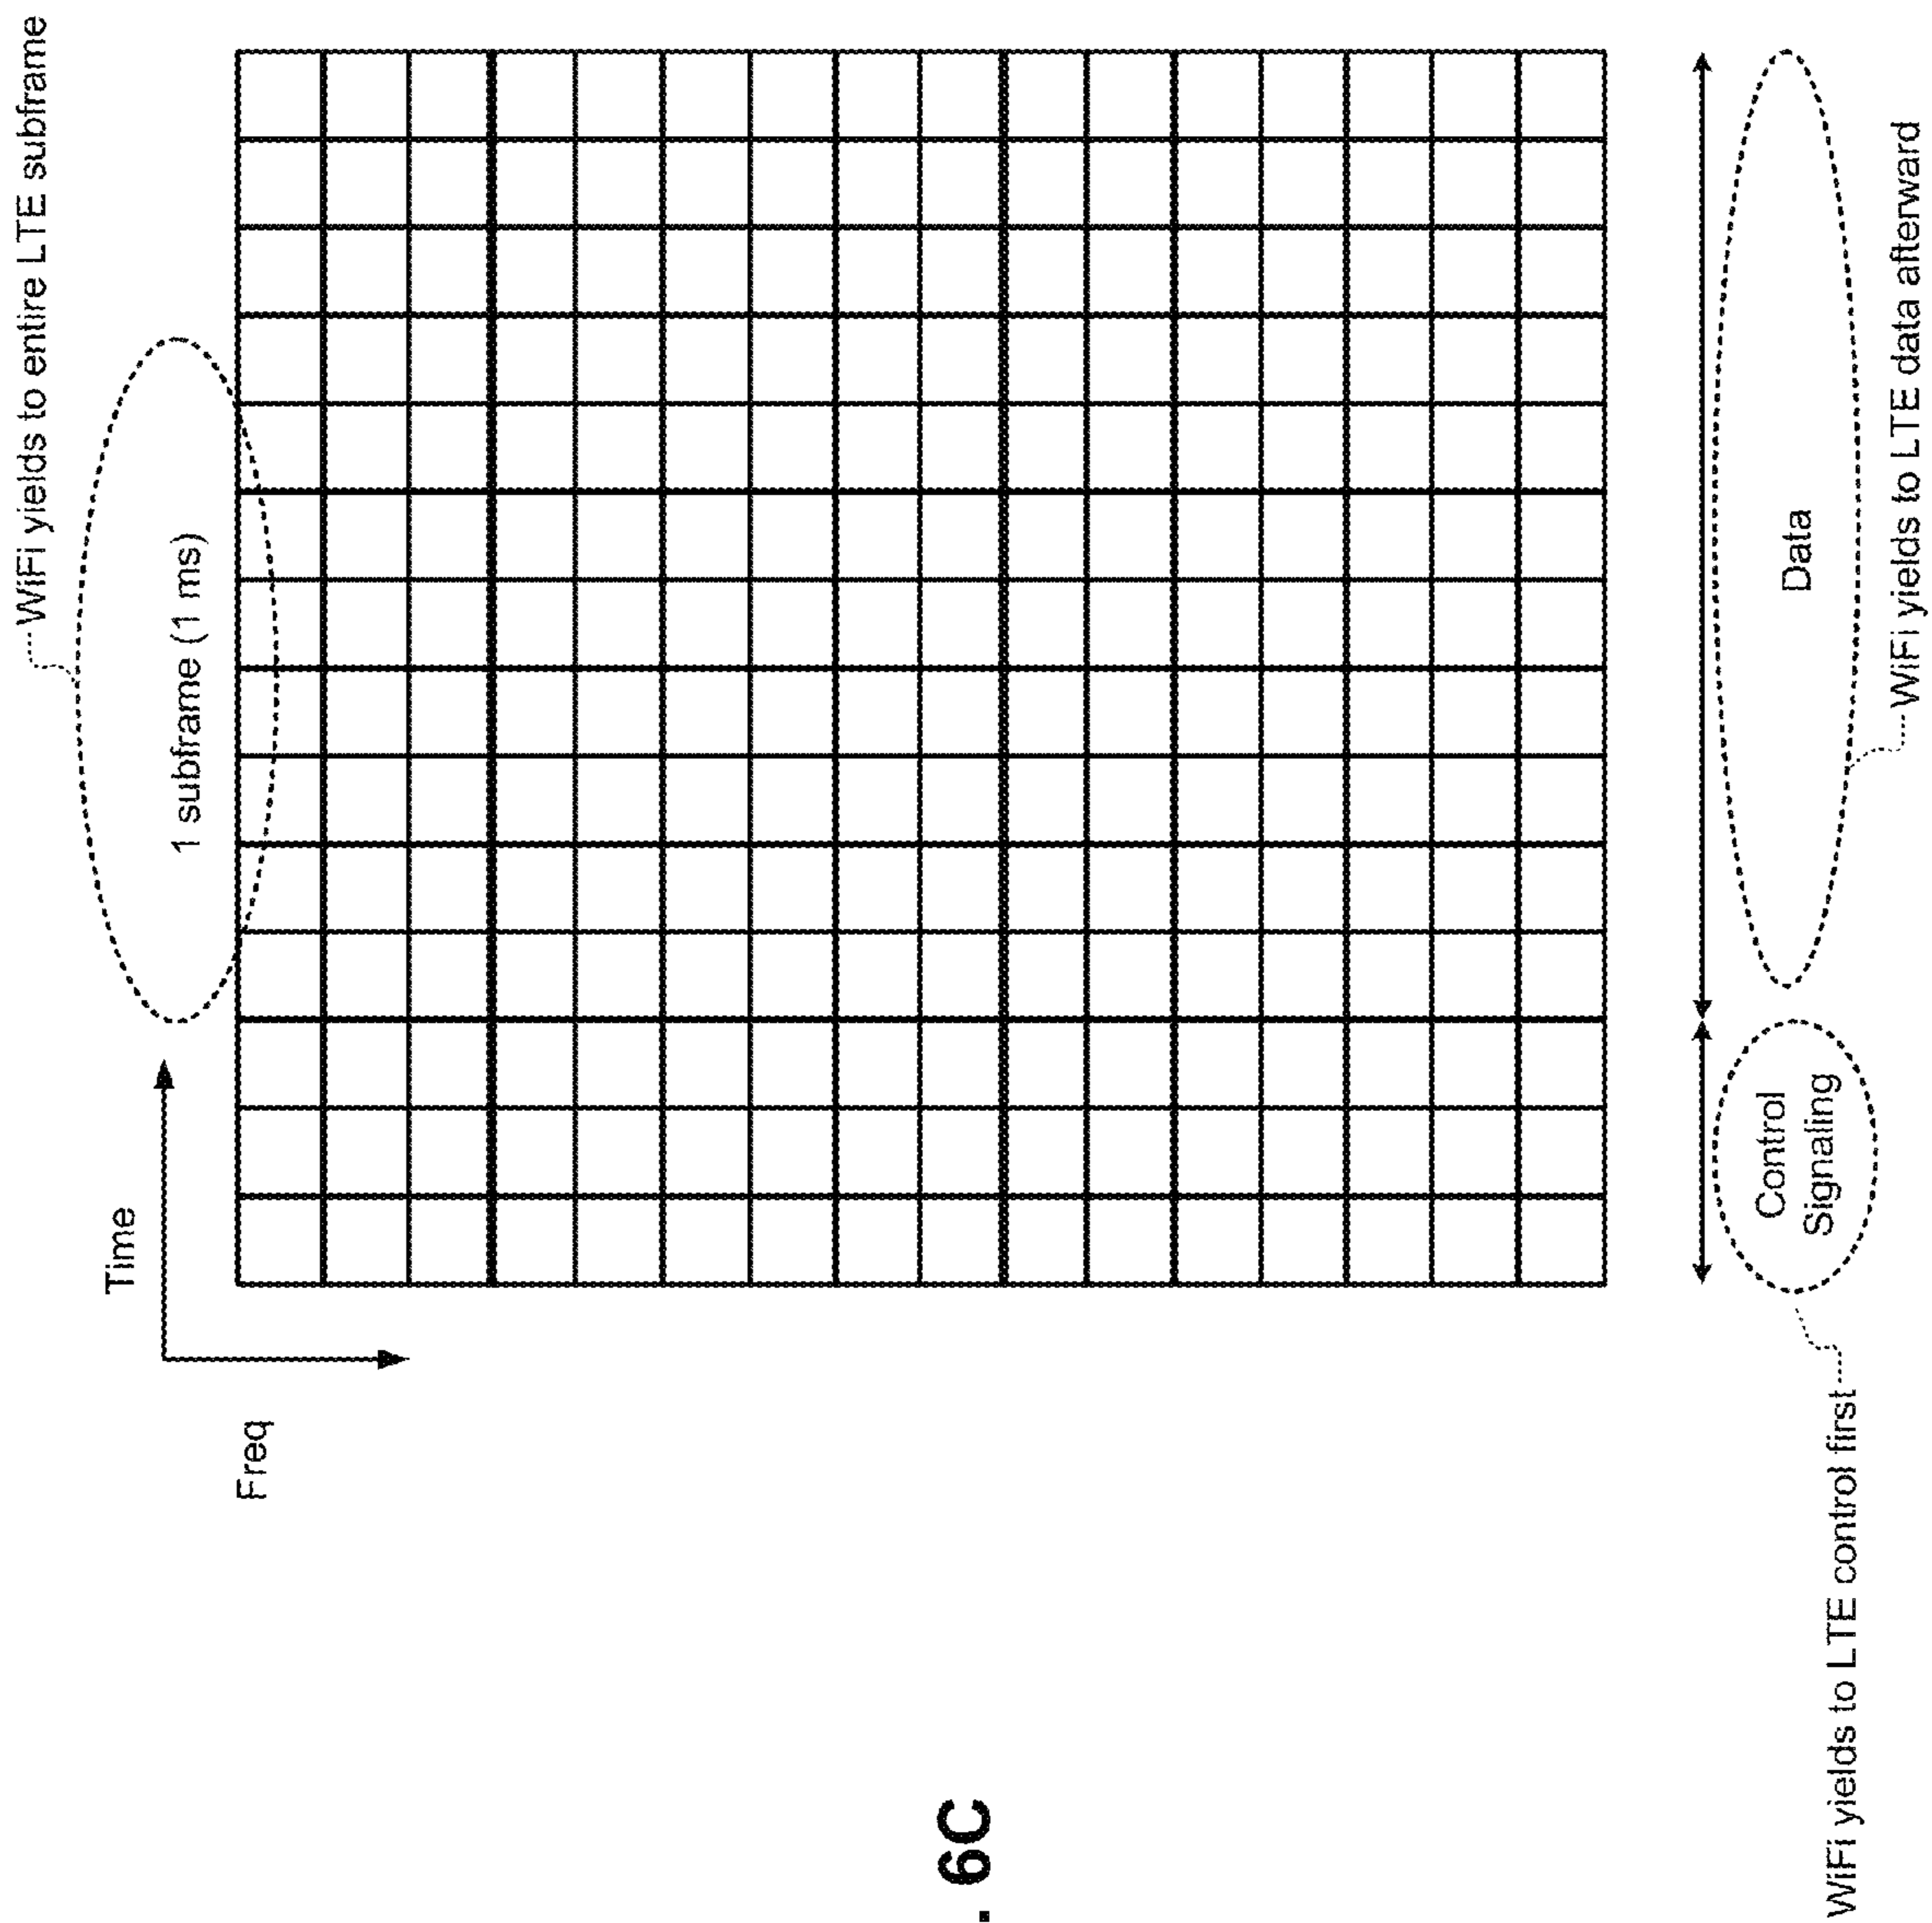 WiFi yields to entire LTE subframe
1 subframe (1 ms)
Time
Freq
Control
Signaling
Data
WiFi yields to LTE control first
WiFi yields to LTE data afterward
. 6C